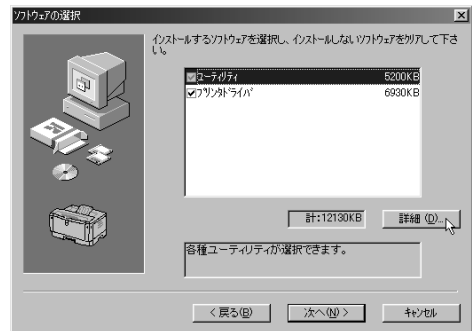 ソフトウェアの選択
インストールするソフトウェアを選択し、インストールしないソフトウェアをクリアして下さ
い。
ユーティリティ 5200KB
プリンタドライバ 6930KB
計:12130KB 詳細(D)...
各種ユーティリティが選択できます。
< 戻る(B) 次へ(N) > キャンセル